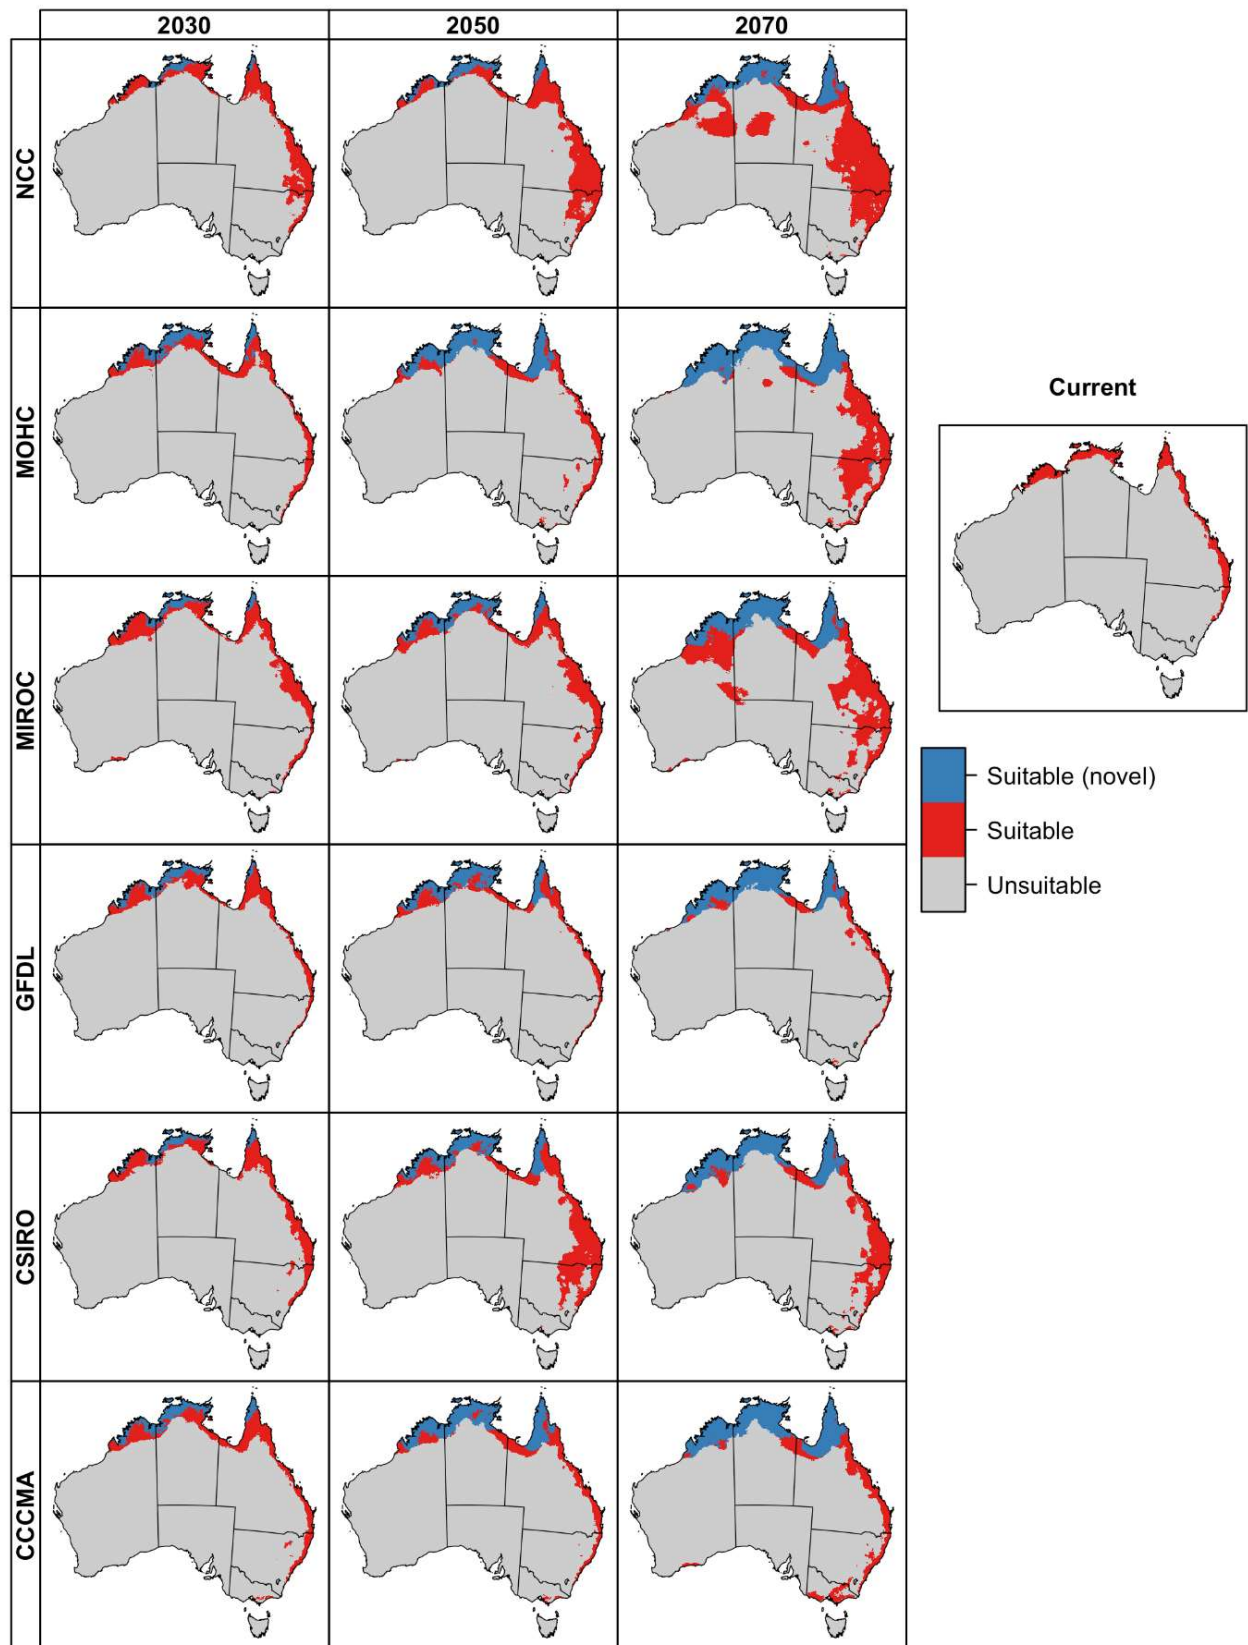 2030 2050 2070
NCC
MOHC
Current
MIROC
Suitable (novel)
Suitable
Unsuitable
GFDL
CSIRO
CCCMA